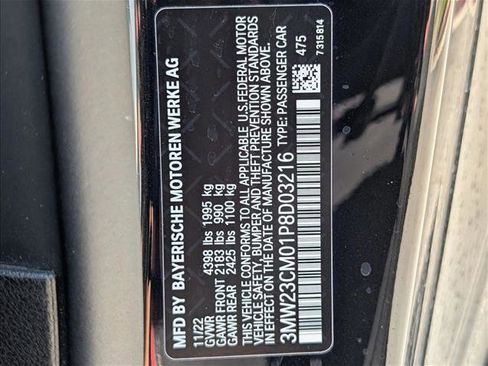 MFD BY BAYERISCHE MOTOREN WERKE AG
11/22
GVWR 4398 lbs 1995 kg
GAWR FRONT 2183 lbs 990 kg
GAWR REAR 2425 lbs 1100 kg
THIS VEHICLE CONFORMS TO ALL APPLICABLE U.S.FEDERAL MOTOR
VEHICLE SAFETY, BUMPER AND THEFT PREVENTION STANDARDS
IN EFFECT ON THE DATE OF MANUFACTURE SHOWN ABOVE.
3MW23CM01P8D03216 TYPE: PASSENGER CAR
475
7315814